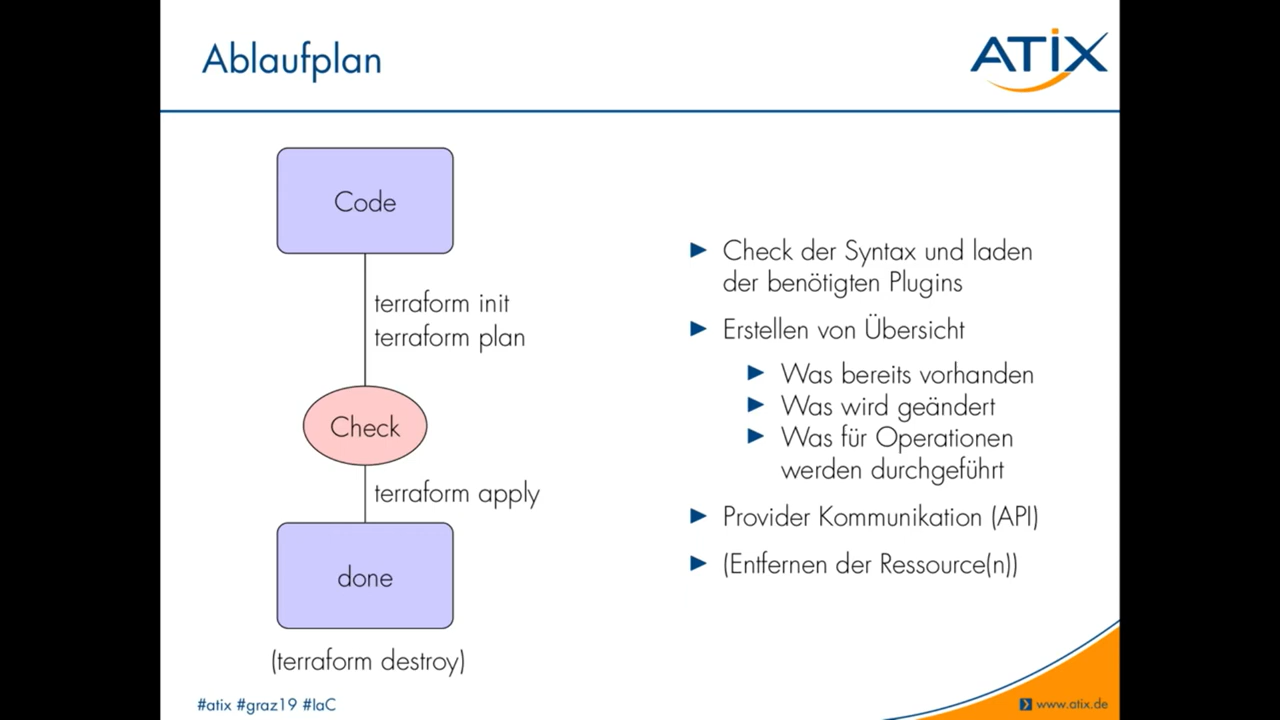 Ablaufplan
ATIX
Code
terraform init
terraform plan
Check
terraform apply
done
(terraform destroy)
Check der Syntax und laden
der benötigten Plugins
Erstellen von Übersicht
Was bereits vorhanden
Was wird geändert
Was für Operationen
werden durchgeführt
Provider Kommunikation (API)
(Entfernen der Ressource(n))
#atix #graz19 #IaC
www.atix.de